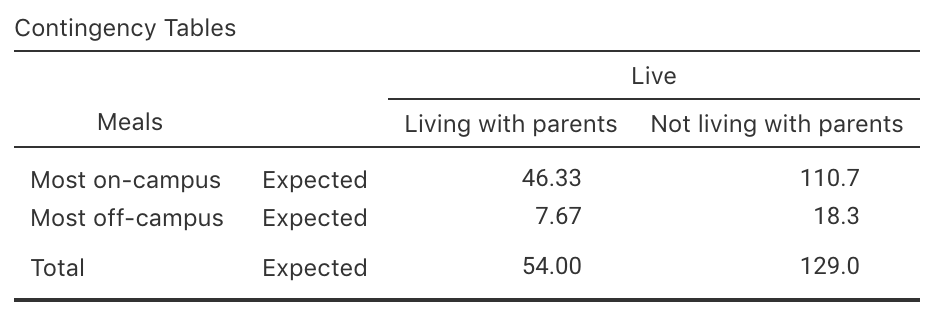 Contingency Tables
Live
Meals Living with parents Not living with parents
Most on-campus Expected 46.33 110.7
Most off-campus Expected 7.67 18.3
Total Expected 54.00 129.0